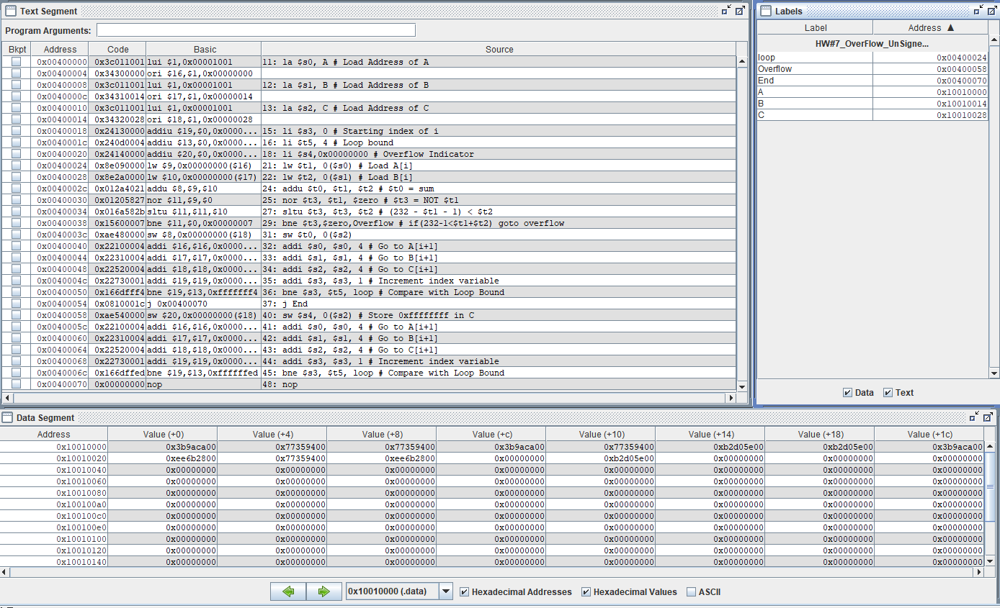 Text Segment
Program Arguments:
Bkpt Address Code Basic Source
0x00400000 0x3c011001 lui $1,0x00001001 11: la $s0, A # Load Address of A
0x00400004 0x34300000 ori $16,$1,0x00000000
0x00400008 0x3c011001 lui $1,0x00001001 12: la $s1, B # Load Address of B
0x0040000c 0x34310014 ori $17,$1,0x00000014
0x00400010 0x3c011001 lui $1,0x00001001 13: la $s2, C # Load Address of C
0x00400014 0x34320028 ori $18,$1,0x00000028
0x00400018 0x24130000 addiu $19,$0,0x0000... 15: li $s3, 0 # Starting index of i
0x0040001c 0x240d0004 addiu $13,$0,0x0000... 16: li $t5, 4 # Loop bound
0x00400020 0x24140000 addiu $20,$0,0x0000... 18: li $s4,0x00000000 # Overflow Indicator
0x00400024 0x8e090000 lw $9,0x00000000($16) 21: lw $t1, 0($s0) # Load A[i]
0x00400028 0x8e2a0000 lw $10,0x00000000($17) 22: lw $t2, 0($s1) # Load B[i]
0x0040002c 0x012a4021 addu $8,$9,$10 24: addu $t0, $t1, $t2 # $t0 = sum
0x00400030 0x01205827 nor $11,$9,$0 25: nor $t3, $t1, $zero # $t3 = NOT $t1
0x00400034 0x016a582b sltu $11,$11,$10 27: sltu $t3, $t3, $t2 # (232 - $t1 - 1) < $t2
0x00400038 0x15600007 bne $11,$0,0x00000007 29: bne $t3,$zero,Overflow # if(232-1<$t1+$t2) goto overflow
0x0040003c 0xae480000 sw $8,0x00000000($18) 31: sw $t0, 0($s2)
0x00400040 0x22100004 addi $16,$16,0x0000... 32: addi $s0, $s0, 4 # Go to A[i+1]
0x00400044 0x22310004 addi $17,$17,0x0000... 33: addi $s1, $s1, 4 # Go to B[i+1]
0x00400048 0x22520004 addi $18,$18,0x0000... 34: addi $s2, $s2, 4 # Go to C[i+1]
0x0040004c 0x22730001 addi $19,$19,0x0000... 35: addi $s3, $s3, 1 # Increment index variable
0x00400050 0x166dfff4 bne $19,$13,0xfffffff4 36: bne $s3, $t5, loop # Compare with Loop Bound
0x00400054 0x0810001c j 0x00400070 37: j End
0x00400058 0xae540000 sw $20,0x00000000($18) 40: sw $s4, 0($s2) # Store 0xffffffff in C
0x0040005c 0x22100004 addi $16,$16,0x0000... 41: addi $s0, $s0, 4 # Go to A[i+1]
0x00400060 0x22310004 addi $17,$17,0x0000... 42: addi $s1, $s1, 4 # Go to B[i+1]
0x00400064 0x22520004 addi $18,$18,0x0000... 43: addi $s2, $s2, 4 # Go to C[i+1]
0x00400068 0x22730001 addi $19,$19,0x0000... 44: addi $s3, $s3, 1 # Increment index variable
0x0040006c 0x166dffed bne $19,$13,0xffffffed 45: bne $s3, $t5, loop # Compare with Loop Bound
0x00400070 0x00000000 nop 48: nop
Labels
Label Address ▲
HW#7_OverFlow_UnSigne...
loop 0x00400024
Overflow 0x00400058
End 0x00400070
A 0x10010000
B 0x10010014
C 0x10010028
Data Text
Data Segment
Address Value (+0) Value (+4) Value (+8) Value (+c) Value (+10) Value (+14) Value (+18) Value (+1c)
0x10010000 0x3b9aca00 0x77359400 0x77359400 0x3b9aca00 0x77359400 0xb2d05e00 0xb2d05e00 0x3b9aca00
0x10010020 0xee6b2800 0x77359400 0xee6b2800 0x00000000 0xb2d05e00 0x00000000 0x00000000 0x00000000
0x10010040 0x00000000 0x00000000 0x00000000 0x00000000 0x00000000 0x00000000 0x00000000 0x00000000
0x10010060 0x00000000 0x00000000 0x00000000 0x00000000 0x00000000 0x00000000 0x00000000 0x00000000
0x10010080 0x00000000 0x00000000 0x00000000 0x00000000 0x00000000 0x00000000 0x00000000 0x00000000
0x100100a0 0x00000000 0x00000000 0x00000000 0x00000000 0x00000000 0x00000000 0x00000000 0x00000000
0x100100c0 0x00000000 0x00000000 0x00000000 0x00000000 0x00000000 0x00000000 0x00000000 0x00000000
0x100100e0 0x00000000 0x00000000 0x00000000 0x00000000 0x00000000 0x00000000 0x00000000 0x00000000
0x10010100 0x00000000 0x00000000 0x00000000 0x00000000 0x00000000 0x00000000 0x00000000 0x00000000
0x10010120 0x00000000 0x00000000 0x00000000 0x00000000 0x00000000 0x00000000 0x00000000 0x00000000
0x10010140 0x00000000 0x00000000 0x00000000 0x00000000 0x00000000 0x00000000 0x00000000 0x00000000
0x10010000 (.data) Hexadecimal Addresses Hexadecimal Values ASCII